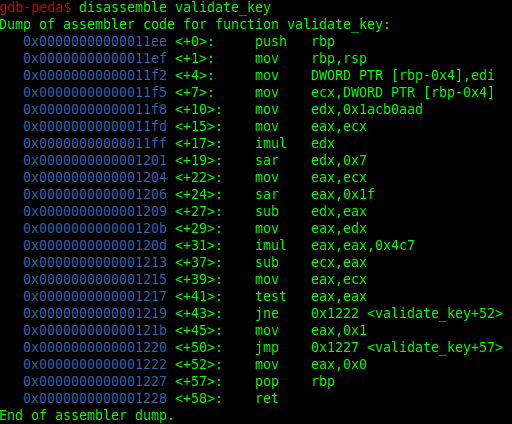 gdb-peda$ disassemble validate_key
Dump of assembler code for function validate_key:
   0x00000000000011ee <+0>:     push   rbp
   0x00000000000011ef <+1>:     mov    rbp,rsp
   0x00000000000011f2 <+4>:     mov    DWORD PTR [rbp-0x4],edi
   0x00000000000011f5 <+7>:     mov    ecx,DWORD PTR [rbp-0x4]
   0x00000000000011f8 <+10>:    mov    edx,0x1acb0aad
   0x00000000000011fd <+15>:    mov    eax,ecx
   0x00000000000011ff <+17>:    imul   edx
   0x0000000000001201 <+19>:    sar    edx,0x7
   0x0000000000001204 <+22>:    mov    eax,ecx
   0x0000000000001206 <+24>:    sar    eax,0x1f
   0x0000000000001209 <+27>:    sub    edx,eax
   0x000000000000120b <+29>:    mov    eax,edx
   0x000000000000120d <+31>:    imul   eax,eax,0x4c7
   0x0000000000001213 <+37>:    sub    ecx,eax
   0x0000000000001215 <+39>:    mov    eax,ecx
   0x0000000000001217 <+41>:    test   eax,eax
   0x0000000000001219 <+43>:    jne    0x1222 <validate_key+52>
   0x000000000000121b <+45>:    mov    eax,0x1
   0x0000000000001220 <+50>:    jmp    0x1227 <validate_key+57>
   0x0000000000001222 <+52>:    mov    eax,0x0
   0x0000000000001227 <+57>:    pop    rbp
   0x0000000000001228 <+58>:    ret
End of assembler dump.